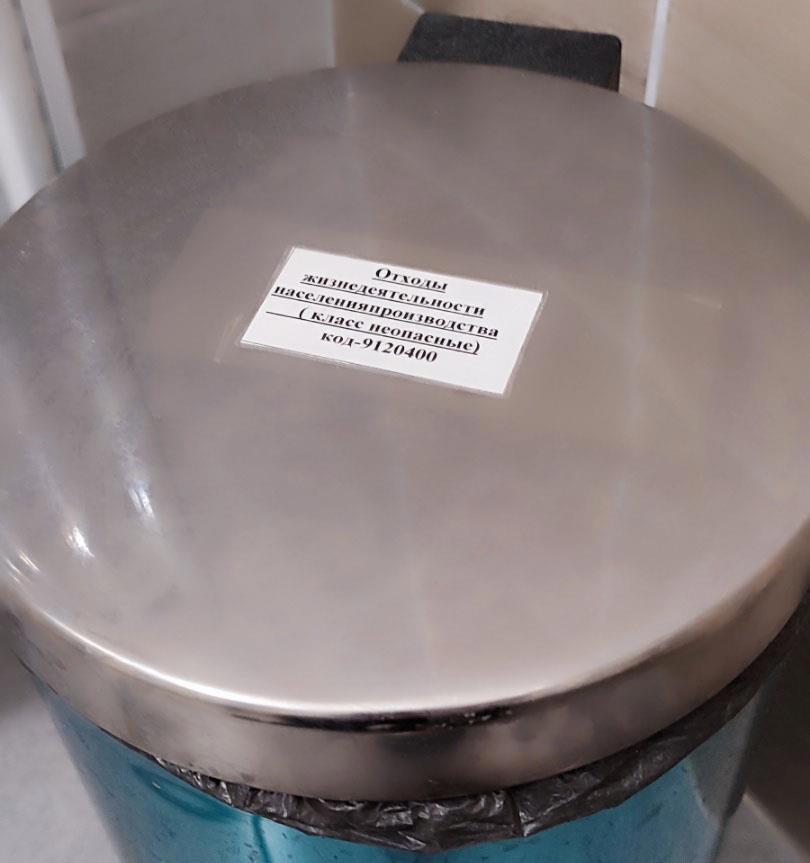 Отходы
жизнедеятельности
населенияпроизводства
( класс неопасные)
код-9120400